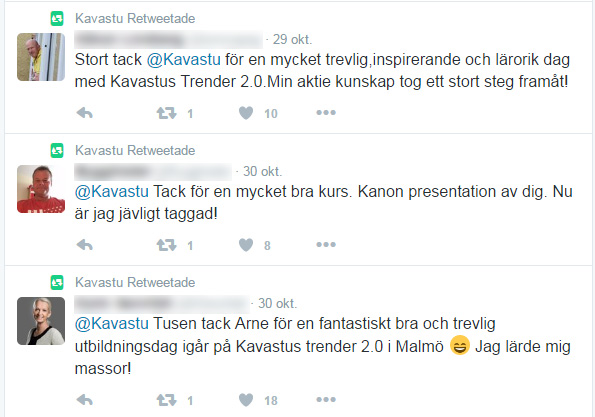 Kavastu Retweetade
· 29 okt.
Stort tack @Kavastu för en mycket trevlig,inspirerande och lärorik dag
med Kavastus Trender 2.0.Min aktie kunskap tog ett stort steg framåt!
1 10
Kavastu Retweetade
· 30 okt.
@Kavastu Tack för en mycket bra kurs. Kanon presentation av dig. Nu
är jag jävligt taggad!
1 8
Kavastu Retweetade
· 30 okt.
@Kavastu Tusen tack Arne för en fantastiskt bra och trevlig
utbildningsdag igår på Kavastus trender 2.0 i Malmö 😄 Jag lärde mig
massor!
1 18